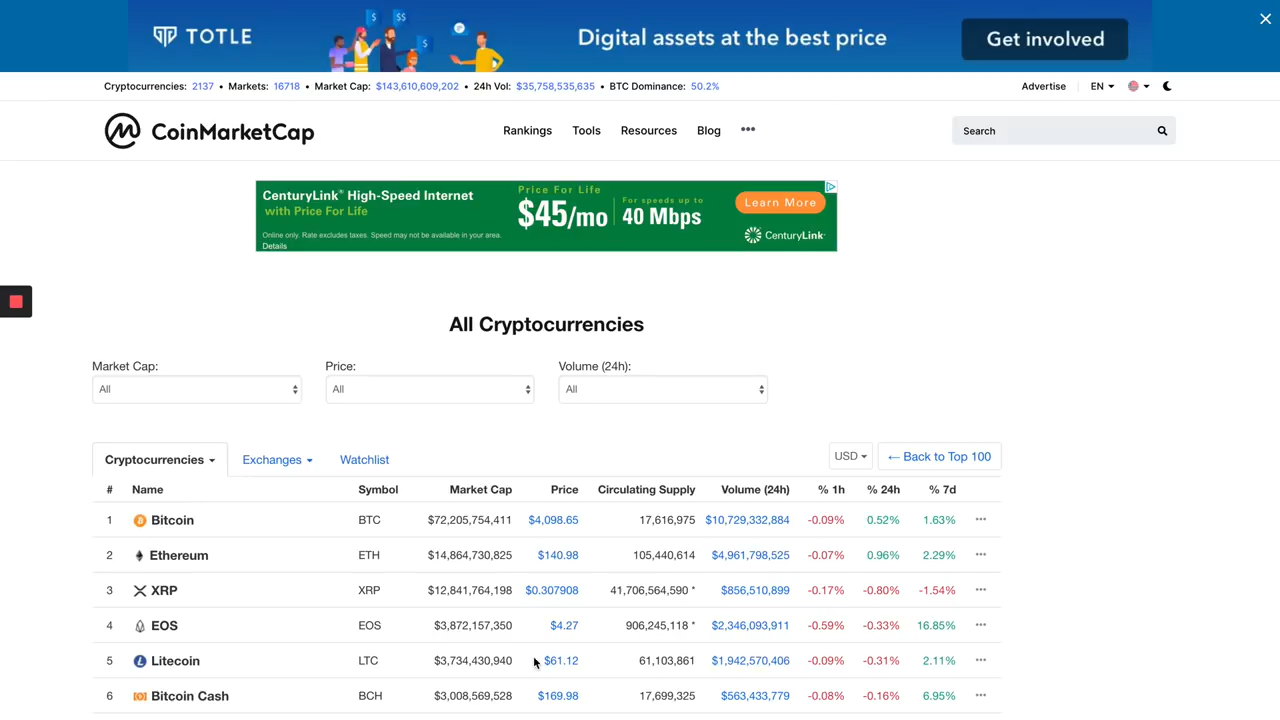 TOTLE Digital assets at the best price Get involved
Cryptocurrencies: 2137 • Markets: 16718 • Market Cap: $143,610,609,202 • 24h Vol: $35,758,535,635 • BTC Dominance: 50.2% Advertise EN
CoinMarketCap Rankings Tools Resources Blog ••• Search
CenturyLink® High-Speed Internet
with Price For Life
Online only. Rate excludes taxes. Speed may not be available in your area.
Details
Price For Life
$45/mo
For speeds up to
40 Mbps
Learn More
CenturyLink®
All Cryptocurrencies
Market Cap: Price: Volume (24h):
All All All
Cryptocurrencies Exchanges Watchlist USD ← Back to Top 100
# Name Symbol Market Cap Price Circulating Supply Volume (24h) % 1h % 24h % 7d
1 Bitcoin BTC $72,205,754,411 $4,098.65 17,616,975 $10,729,332,884 -0.09% 0.52% 1.63% •••
2 Ethereum ETH $14,864,730,825 $140.98 105,440,614 $4,961,798,525 -0.07% 0.96% 2.29% •••
3 XRP XRP $12,841,764,198 $0.307908 41,706,564,590 * $856,510,899 -0.17% -0.80% -1.54% •••
4 EOS EOS $3,872,157,350 $4.27 906,245,118 * $2,346,093,911 -0.59% -0.33% 16.85% •••
5 Litecoin LTC $3,734,430,940 $61.12 61,103,861 $1,942,570,406 -0.09% -0.31% 2.11% •••
6 Bitcoin Cash BCH $3,008,569,528 $169.98 17,699,325 $563,433,779 -0.08% -0.16% 6.95% •••